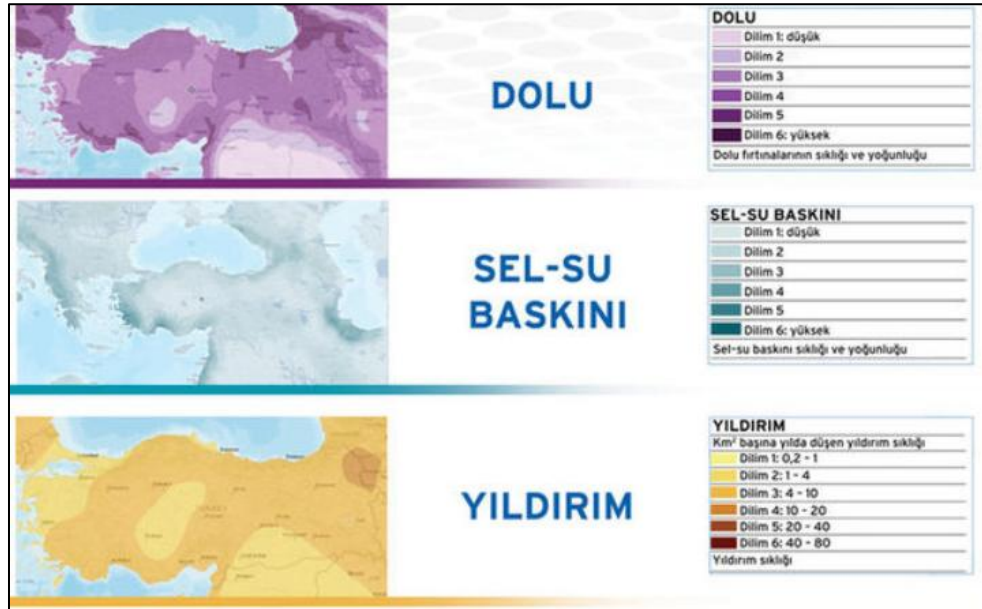 DOLU
DOLU
Dilim 1: düşük
Dilim 2
Dilim 3
Dilim 4
Dilim 5
Dilim 6: yüksek
Dolu fırtınalarının sıklığı ve yoğunluğu
SEL-SU
BASKINI
SEL-SU BASKINI
Dilim 1: düşük
Dilim 2
Dilim 3
Dilim 4
Dilim 5
Dilim 6: yüksek
Sel-su baskını sıklığı ve yoğunluğu
YILDIRIM
YILDIRIM
Km² başına yılda düşen yıldırım sıklığı
Dilim 1: 0,2 - 1
Dilim 2: 1 - 4
Dilim 3: 4 - 10
Dilim 4: 10 - 20
Dilim 5: 20 - 40
Dilim 6: 40 - 80
Yıldırım sıklığı